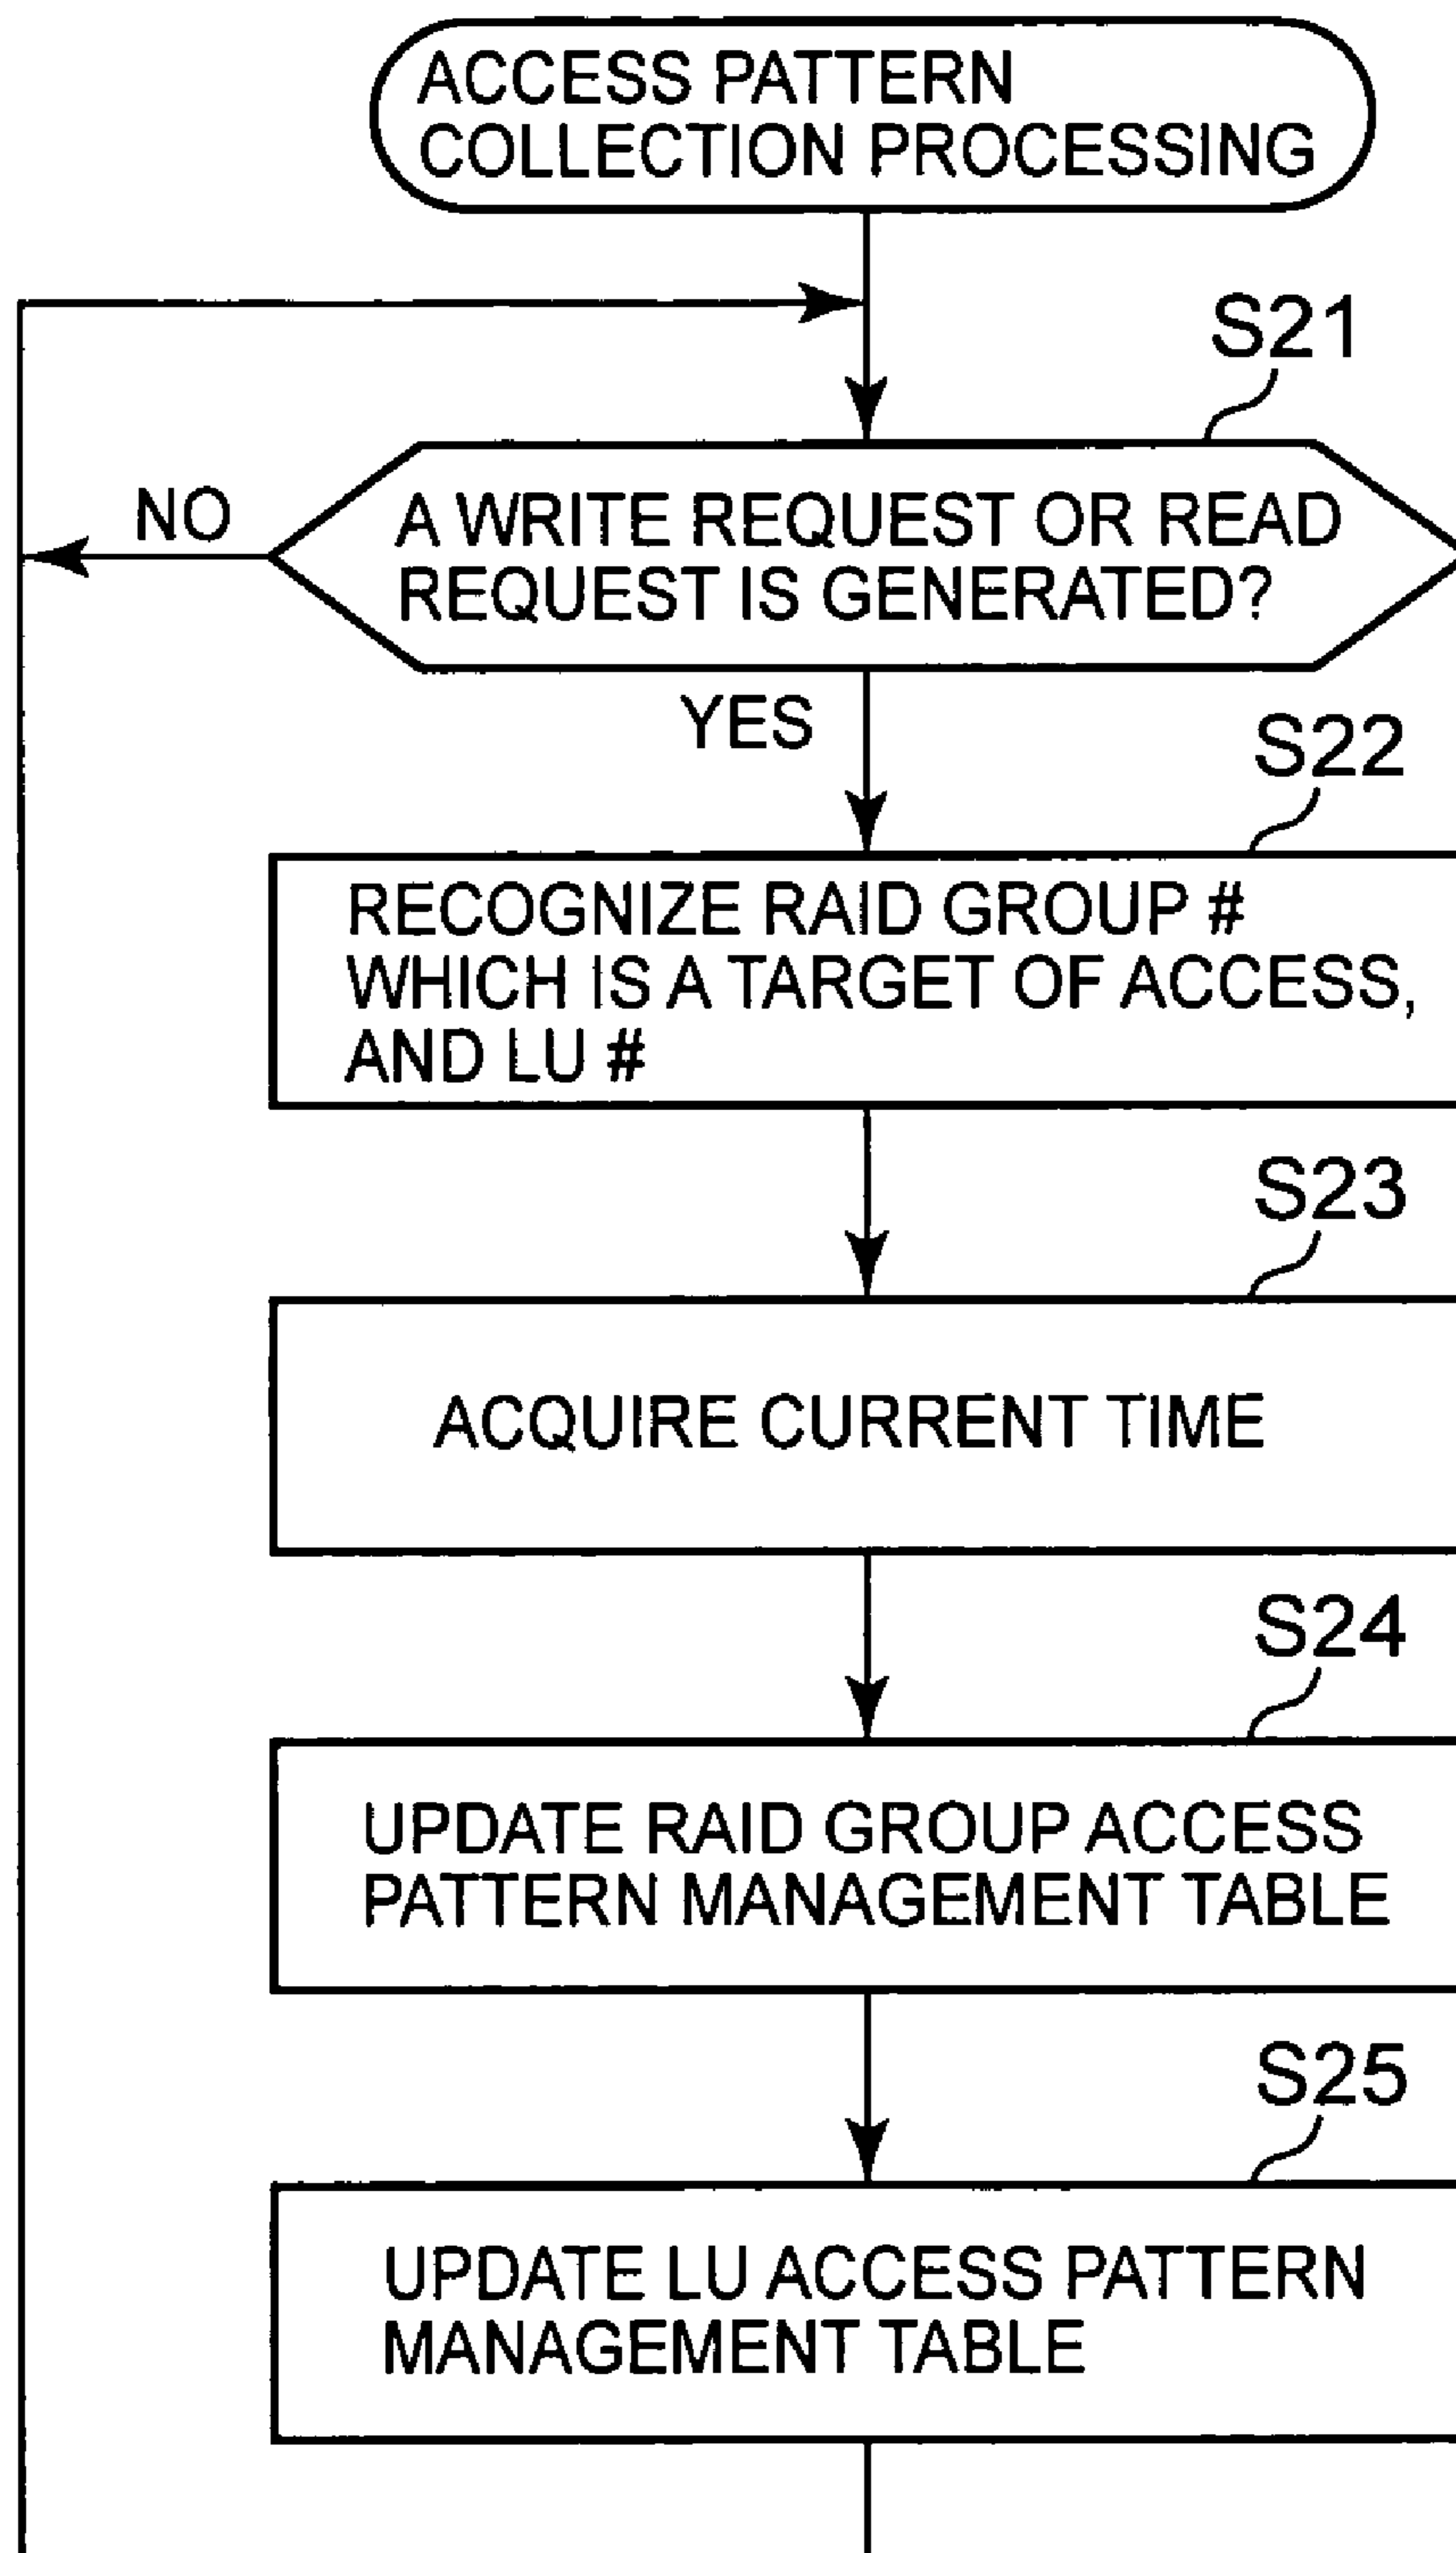 ACCESS PATTERN
COLLECTION PROCESSING
S21
A WRITE REQUEST OR READ
REQUEST IS GENERATED?
NO
YES
S22
RECOGNIZE RAID GROUP #
WHICH IS A TARGET OF ACCESS,
AND LU #
S23
ACQUIRE CURRENT TIME
S24
UPDATE RAID GROUP ACCESS
PATTERN MANAGEMENT TABLE
S25
UPDATE LU ACCESS PATTERN
MANAGEMENT TABLE